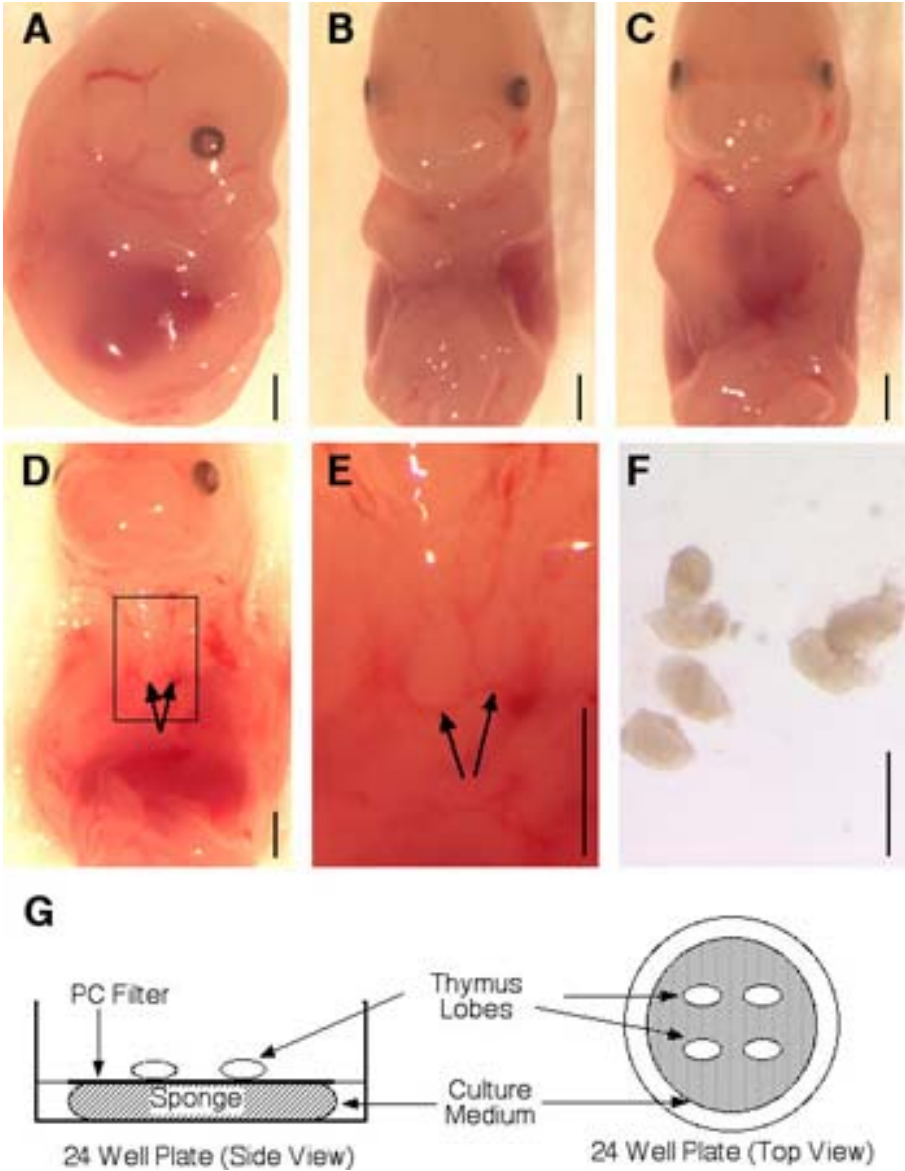 A
B
C
D
E
F
G
PC Filter
Thymus
Lobes
Sponge
Culture
Medium
24 Well Plate (Side View)
24 Well Plate (Top View)